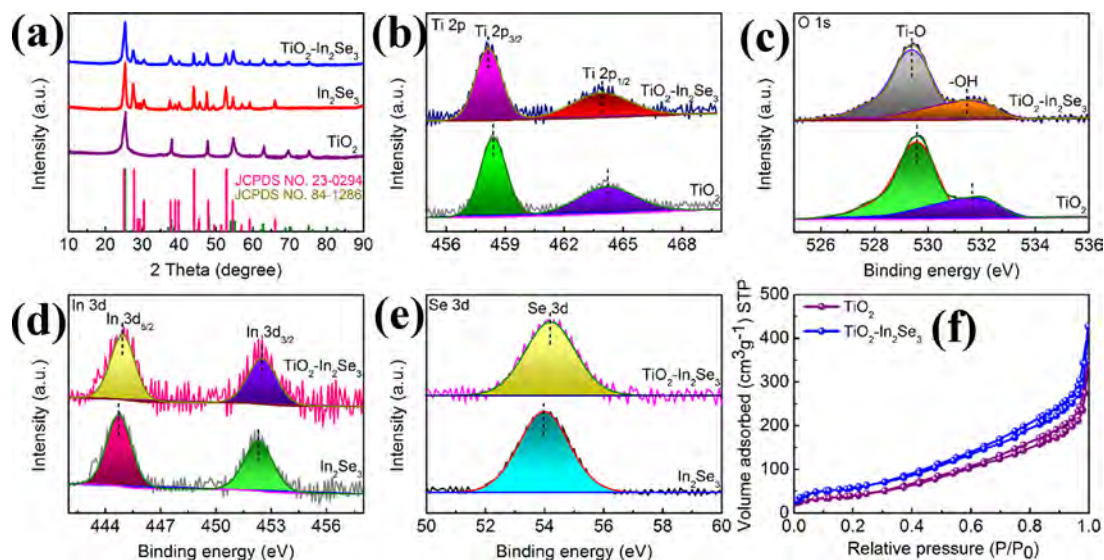 (a)
TiO2-In2Se3
In2Se3
TiO2
JCPDS NO. 23-0294
JCPDS NO. 84-1286
Intensity (a.u.)
10 20 30 40 50 60 70 80 90
2 Theta (degree)
(b)
Ti 2p
Ti 2p3/2
Ti 2p1/2
TiO2-In2Se3
TiO2
Intensity (a.u.)
456 459 462 465 468
Binding energy (eV)
(c)
O 1s
Ti-O
-OH
TiO2-In2Se3
TiO2
Intensity (a.u.)
526 528 530 532 534 536
Binding energy (eV)
(d)
In 3d
In 3d5/2
In 3d3/2
TiO2-In2Se3
In2Se3
Intensity (a.u.)
444 447 450 453 456 458
Binding energy (eV)
(e)
Se 3d
Se 3d
TiO2-In2Se3
In2Se3
Intensity (a.u.)
50 52 54 56 58 60
Binding energy (eV)
(f)
TiO2
TiO2-In2Se3
Volume adsorbed (cm3g-1) STP
500
400
300
200
100
0
0.0 0.2 0.4 0.6 0.8 1.0
Relative pressure (P/P0)